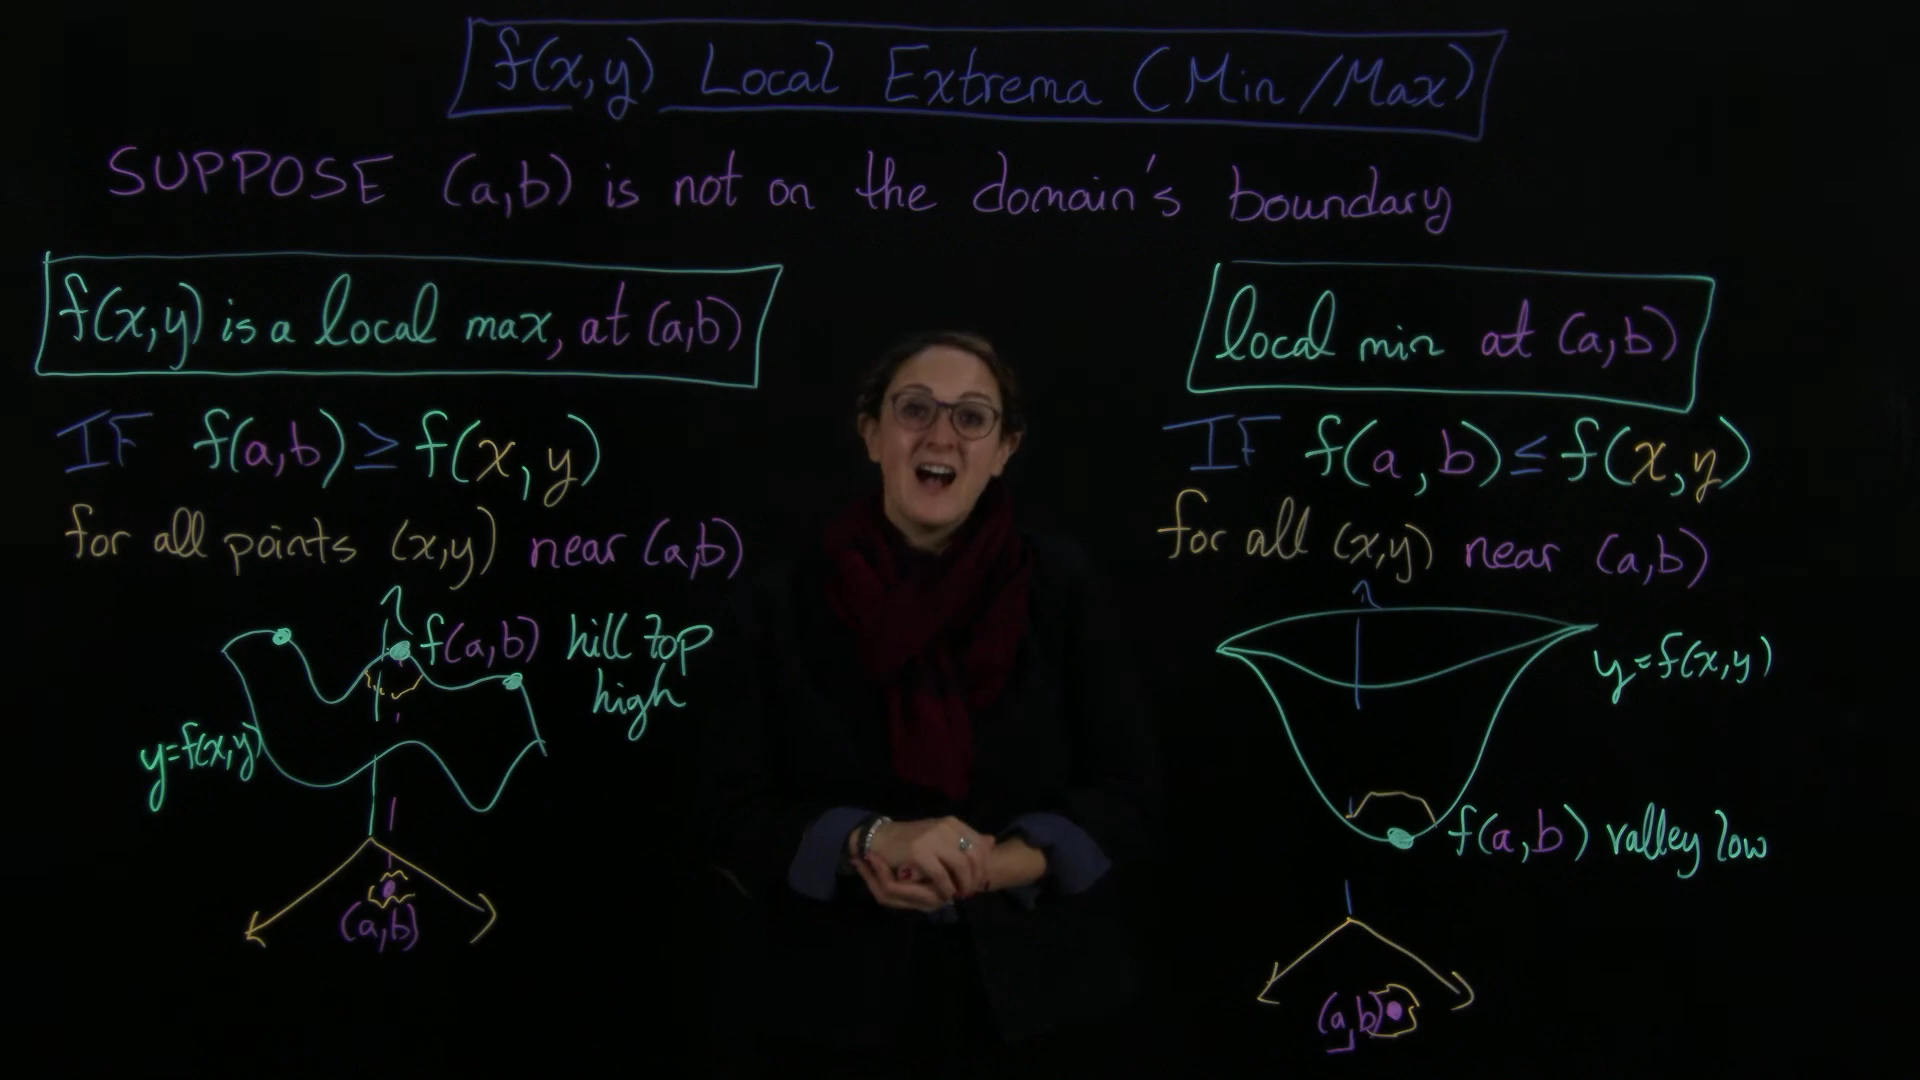 f(x,y) Local Extrema (Min/Max)
SUPPOSE (a,b) is not on the domain's boundary
f(x,y) is a local max, at (a,b)
IF f(a,b) ≥ f(x,y)
for all points (x,y) near (a,b)
f(a,b) hill top
high
y=f(x,y)
(a,b)
local min at (a,b)
IF f(a,b) ≤ f(x,y)
for all (x,y) near (a,b)
y=f(x,y)
f(a,b) valley low
(a,b)